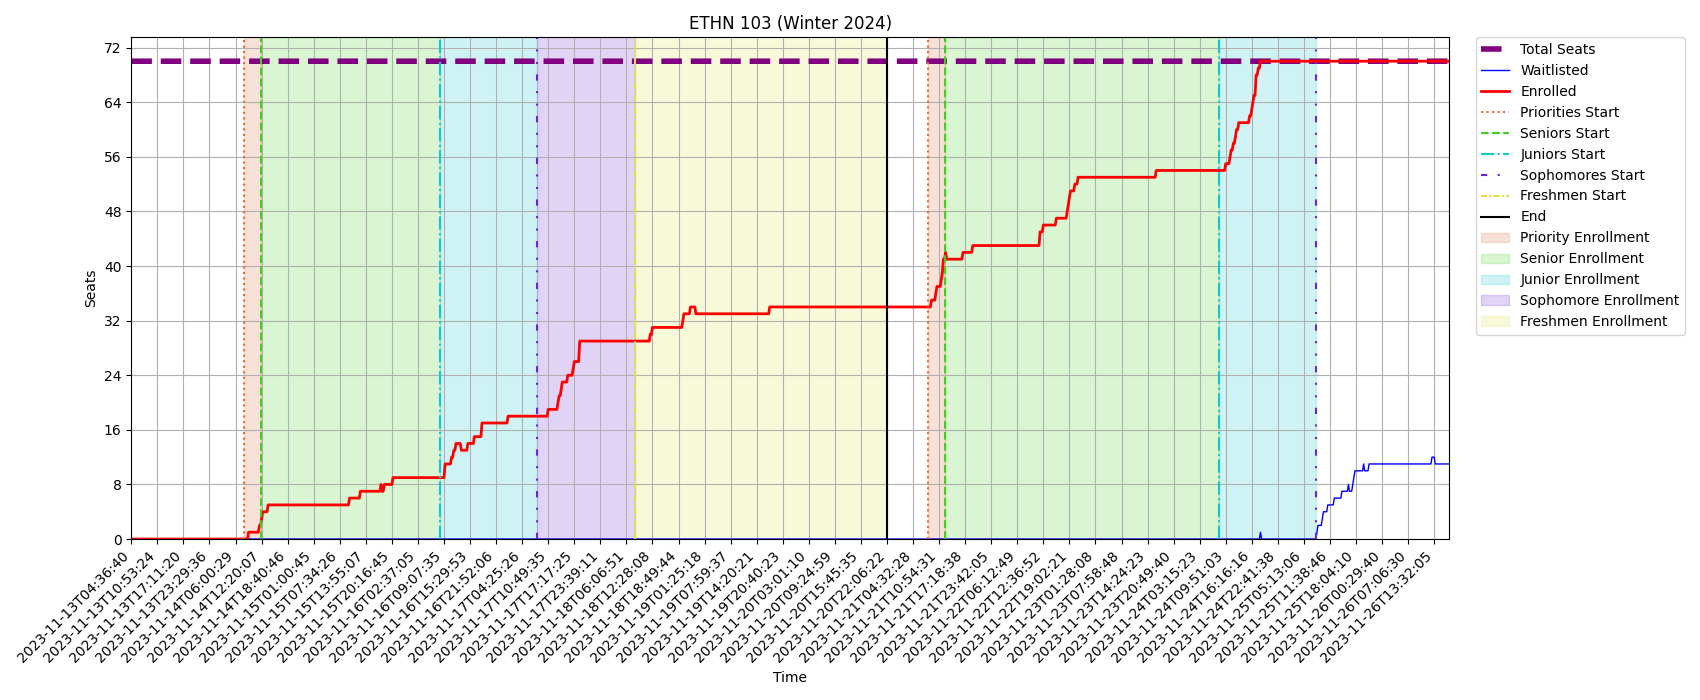 ETHN 103 (Winter 2024)
72
64
56
48
40
32
24
16
8
0
Seats
2023-11-13T04:36:40
2023-11-13T10:53:24
2023-11-13T17:11:20
2023-11-13T23:29:36
2023-11-14T06:00:29
2023-11-14T12:20:07
2023-11-14T18:40:46
2023-11-15T01:00:45
2023-11-15T07:34:26
2023-11-15T13:55:07
2023-11-15T20:16:45
2023-11-16T02:37:05
2023-11-16T09:07:35
2023-11-16T15:29:53
2023-11-16T21:52:06
2023-11-17T04:25:26
2023-11-17T10:49:35
2023-11-17T17:17:25
2023-11-17T23:39:11
2023-11-18T06:06:51
2023-11-18T12:28:08
2023-11-18T18:49:44
2023-11-19T01:25:18
2023-11-19T07:59:37
2023-11-19T14:20:21
2023-11-19T20:40:23
2023-11-20T03:01:10
2023-11-20T09:24:59
2023-11-20T15:45:35
2023-11-20T22:06:22
2023-11-21T04:32:28
2023-11-21T10:54:31
2023-11-21T17:18:38
2023-11-21T23:42:05
2023-11-22T06:12:49
2023-11-22T12:36:52
2023-11-22T19:02:21
2023-11-23T01:28:08
2023-11-23T07:58:48
2023-11-23T14:24:23
2023-11-23T20:49:40
2023-11-24T03:15:23
2023-11-24T09:51:03
2023-11-24T16:16:16
2023-11-24T22:41:38
2023-11-25T05:13:06
2023-11-25T11:38:46
2023-11-25T18:04:10
2023-11-26T00:29:40
2023-11-26T07:06:30
2023-11-26T13:32:05
Time
Total Seats
Waitlisted
Enrolled
Priorities Start
Seniors Start
Juniors Start
Sophomores Start
Freshmen Start
End
Priority Enrollment
Senior Enrollment
Junior Enrollment
Sophomore Enrollment
Freshmen Enrollment